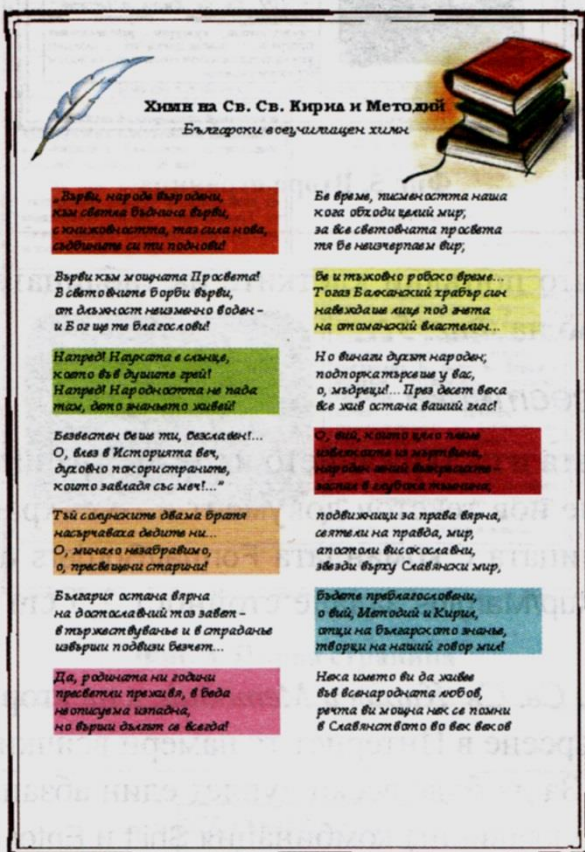 Химн на Св. Св. Кирил и Методий
Български всеучилищен химн
„Върви, народе възродени,
към светла бъднина върви,
с книжовността, таз сила нова,
съдбините си ти поднови!
Върви към мощната Просвета!
В световните борби върви,
от длъжност неизменно воден –
и Бог ще те благослови!
Напред! Науката е слънце,
което във душите грей!
Напред! Народността не пада
там, дето знаньето живей!
Безвестен беше ти, безславен!...
О, влез в Историята веч,
духовно покори страните,
които завладя със меч!...“
Тъй солунските двама братя
насърчаваха дедите ни...
О, минало незабравимо,
о, пресвещени старини!
България остана вярна
на достославний тоз завет –
в тържествуванье и в страданье
извърши подвизи безчет...
Да, родината ни години
пресветли преживя, в беда
неописуема изпадна,
но върши дългът се всегда!
Бе време, писмеността наша
кога обходи целий мир;
за все световната просвета
тя бе неизчерпаем вир;
Бе и тъжовно робско време...
Тогаз Балканский храбър син
навеждаше лице под гнета
на отоманский властелин...
Но винаги духът народен,
подпорка търсеше у вас,
о, мъдреци!... През десет века
все жив остана ваший глас!
О, вий, които цяло племе
извлякохте из мъртвина,
народен гений възкресихте
заспал в глубока тъмнина;
подвижници за права вярна,
сеятели на правда, мир,
апостоли високославни,
звезди върху Славянский мир,
бъдете преблагословени,
о вий, Методий и Кирил,
отци на българското знанье,
творци на наший говор мил!
Нека името ви да живее
във всенародната любов,
речта ви мощна нек се помни
в Славянството во век веков